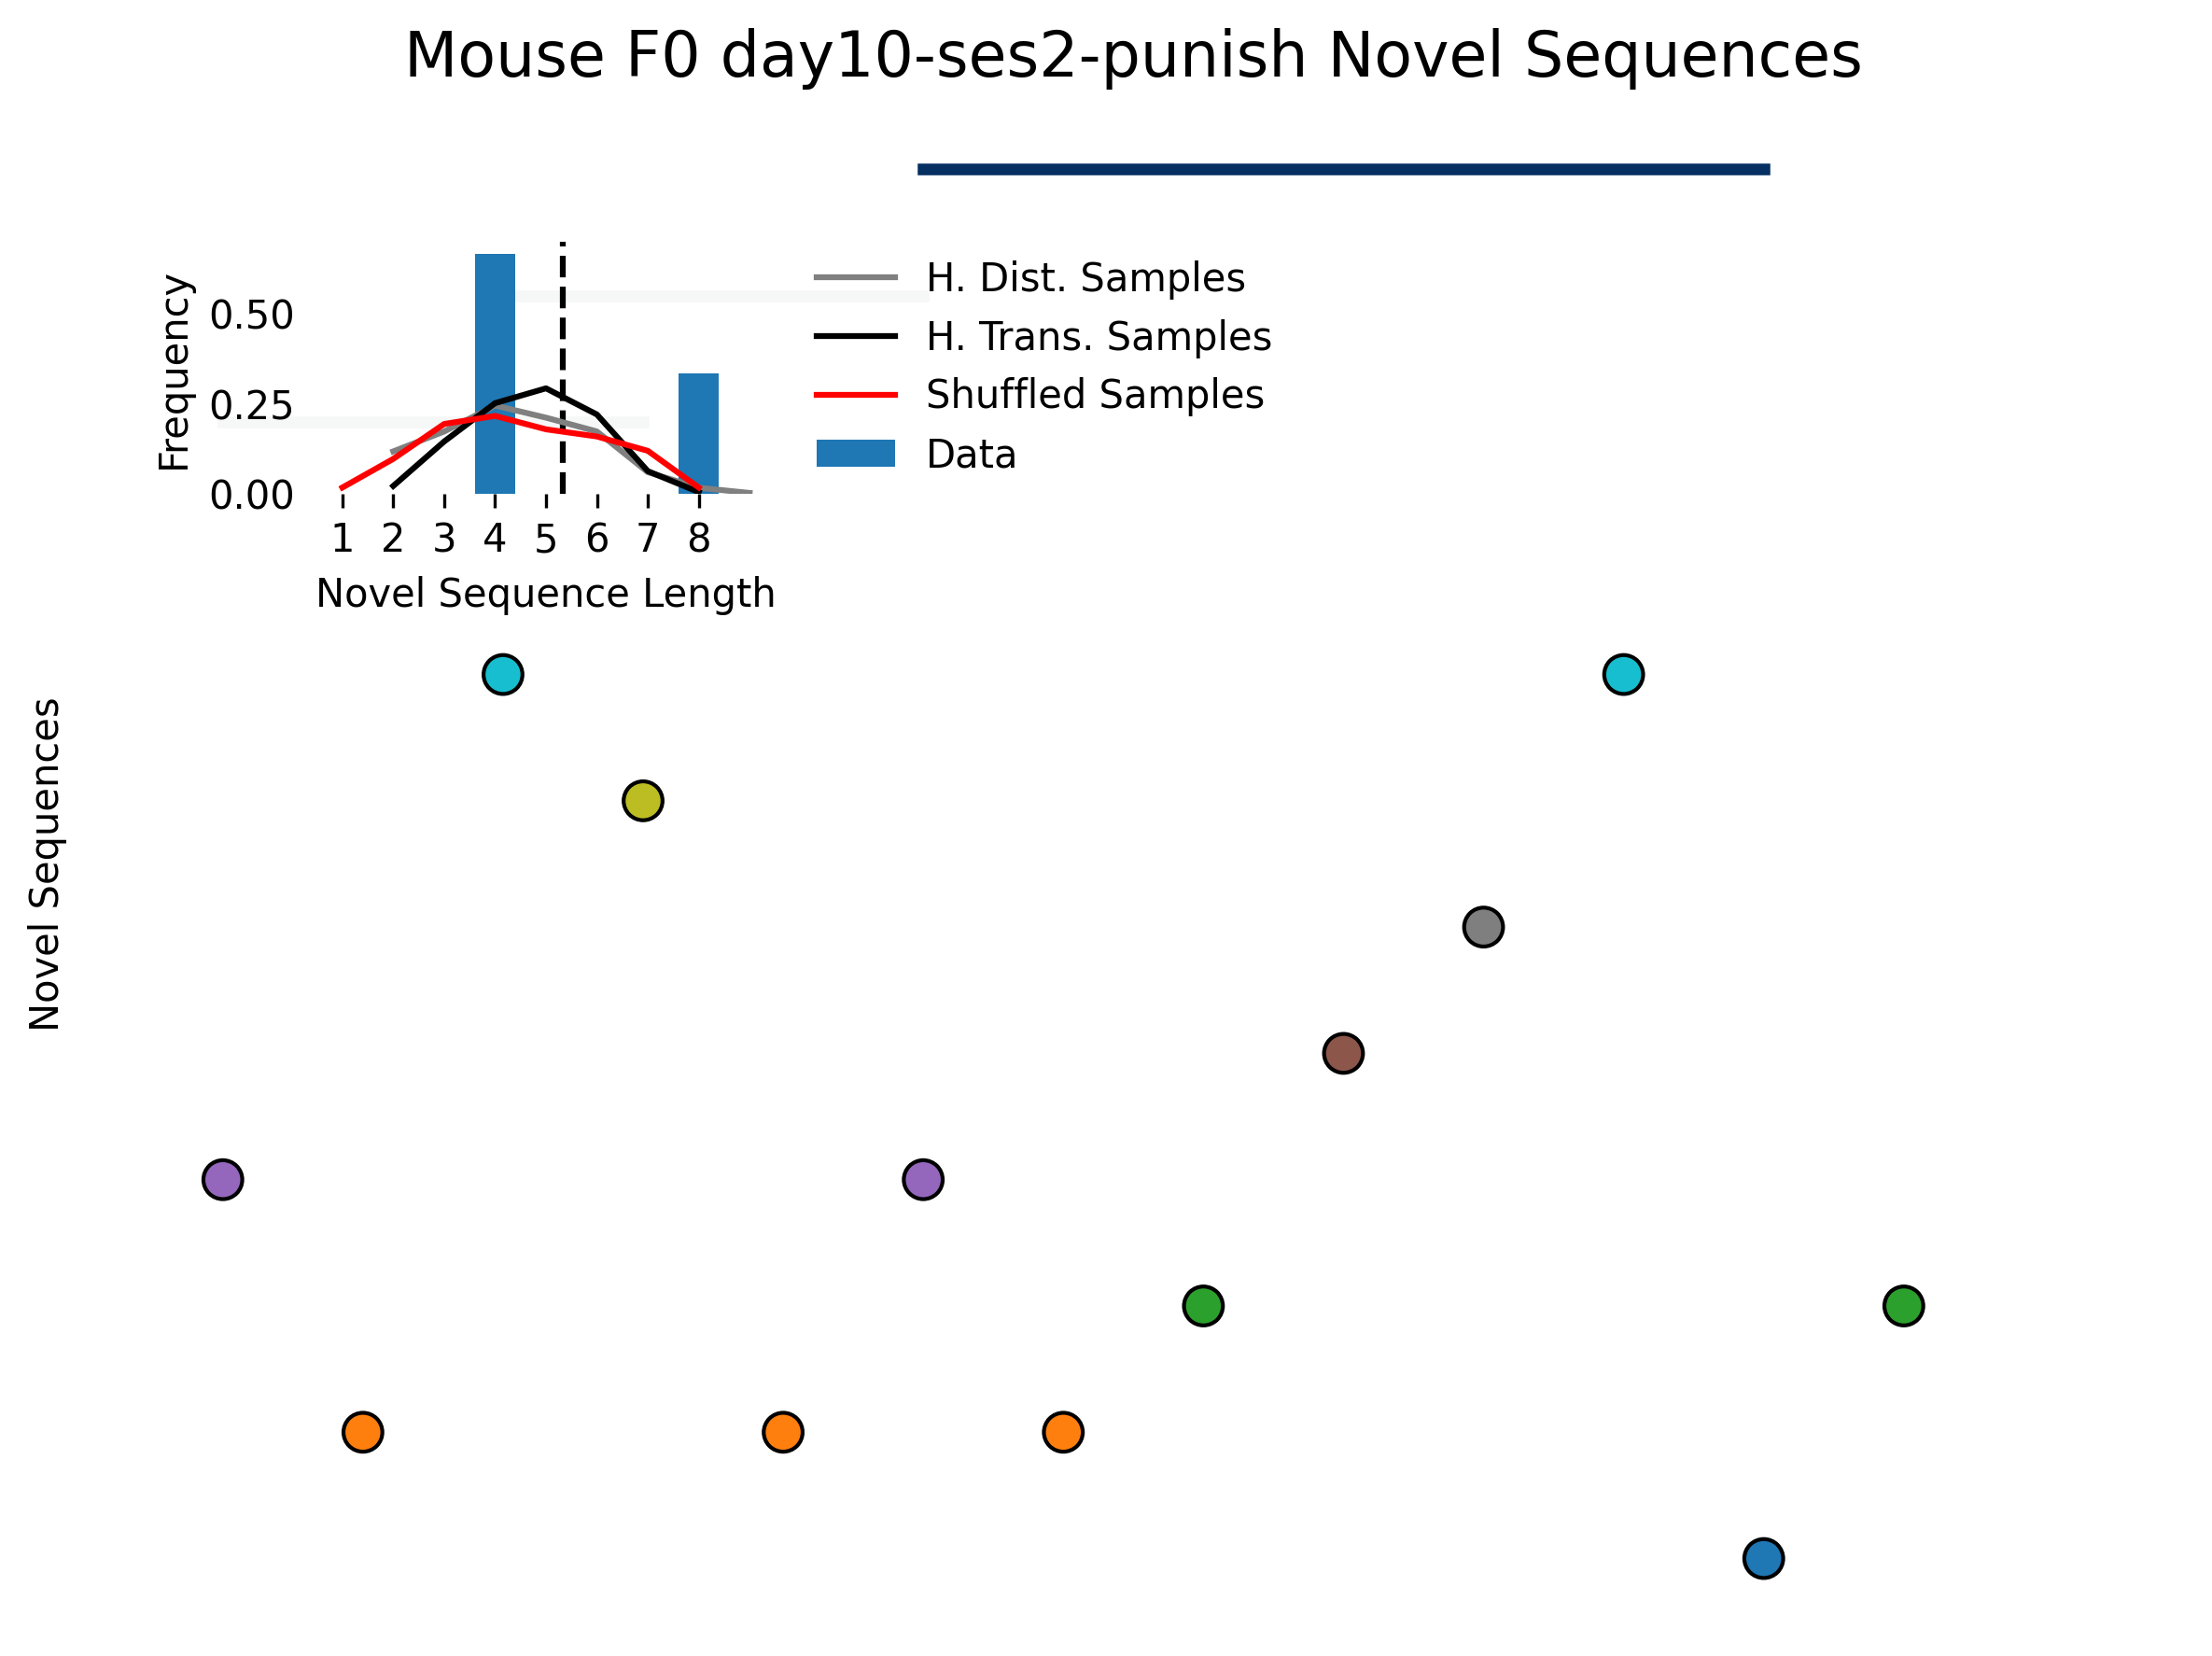 Mouse F0 day10-ses2-punish Novel Sequences
Frequency
0.50
0.25
0.00
1 2 3 4 5 6 7 8
Novel Sequence Length
H. Dist. Samples
H. Trans. Samples
Shuffled Samples
Data
Novel Sequences